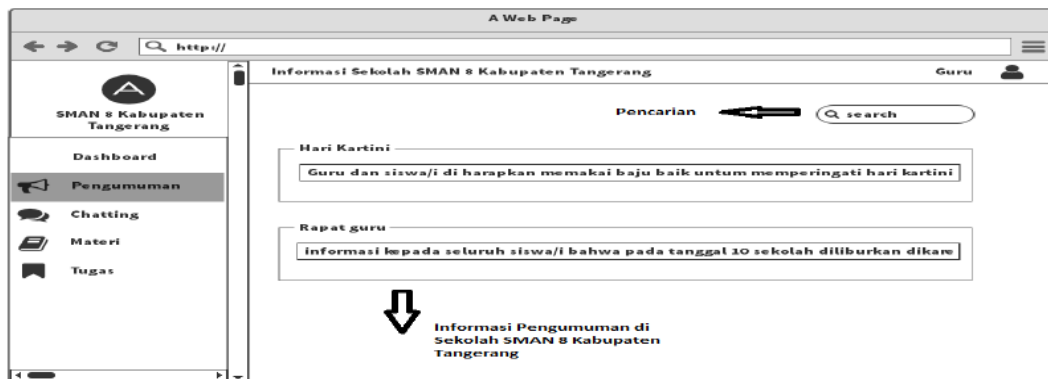 A Web Page
http://
SMAN 8 Kabupaten
Tangerang
Dashboard
Pengumuman
Chatting
Materi
Tugas
Informasi Sekolah SMAN 8 Kabupaten Tangerang
Guru
Pencarian
search
Hari Kartini
Guru dan siswa/i di harapkan memakai baju baik untum memperingati hari kartini
Rapat guru
informasi kepada seluruh siswa/i bahwa pada tanggal 10 sekolah diliburkan dikare
Informasi Pengumuman di
Sekolah SMAN 8 Kabupaten
Tangerang